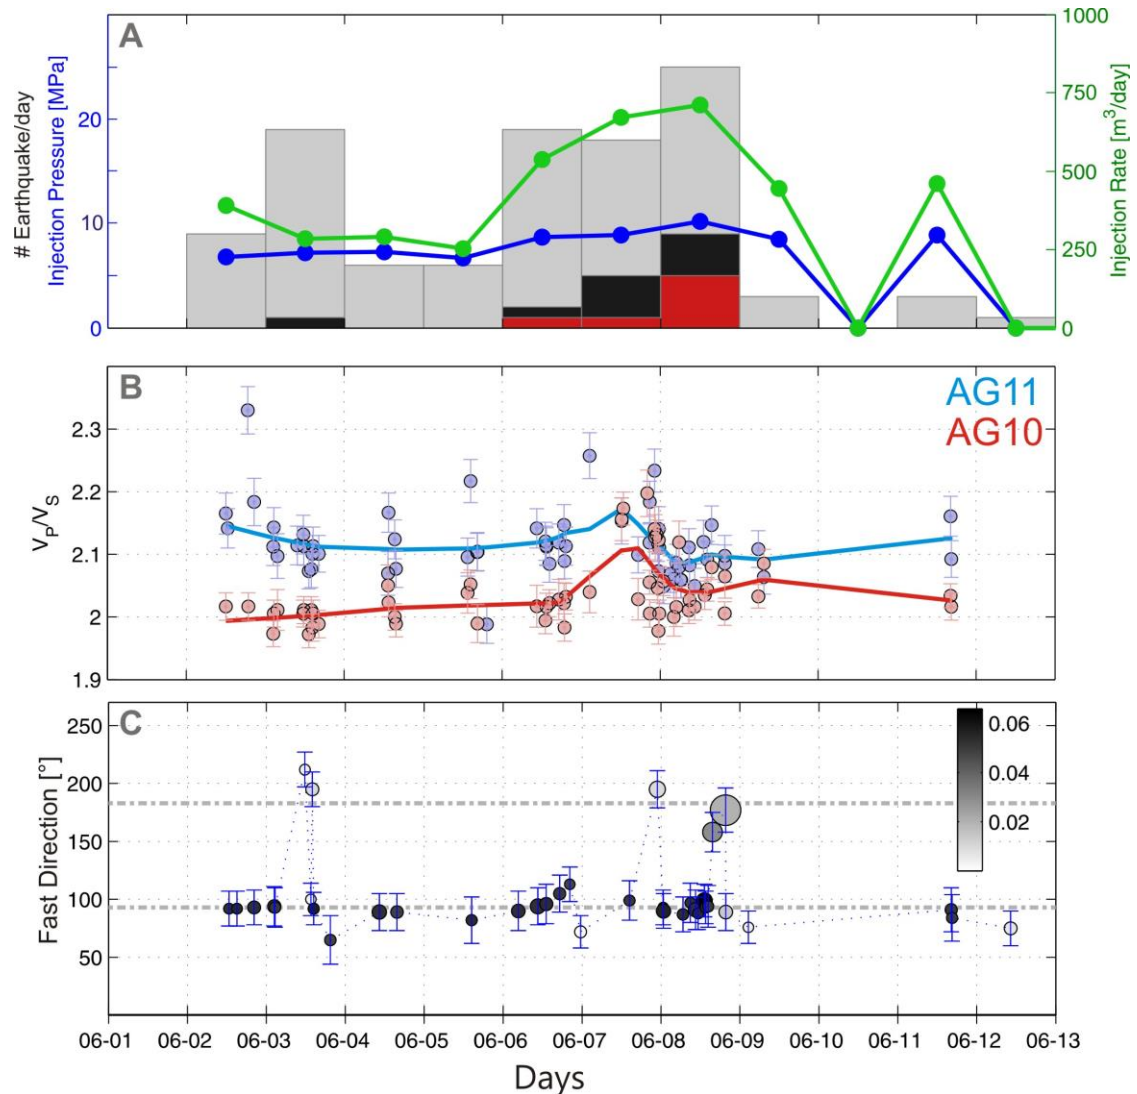 A
# Earthquake/day
Injection Pressure [MPa]
20
10
0
1000
750
500
250
0
Injection Rate [m³/day]
B
AG11
AG10
Vₚ/Vₛ
2.3
2.2
2.1
2
1.9
C
Fast Direction [°]
250
200
150
100
50
0.06
0.04
0.02
06-01 06-02 06-03 06-04 06-05 06-06 06-07 06-08 06-09 06-10 06-11 06-12 06-13
Days